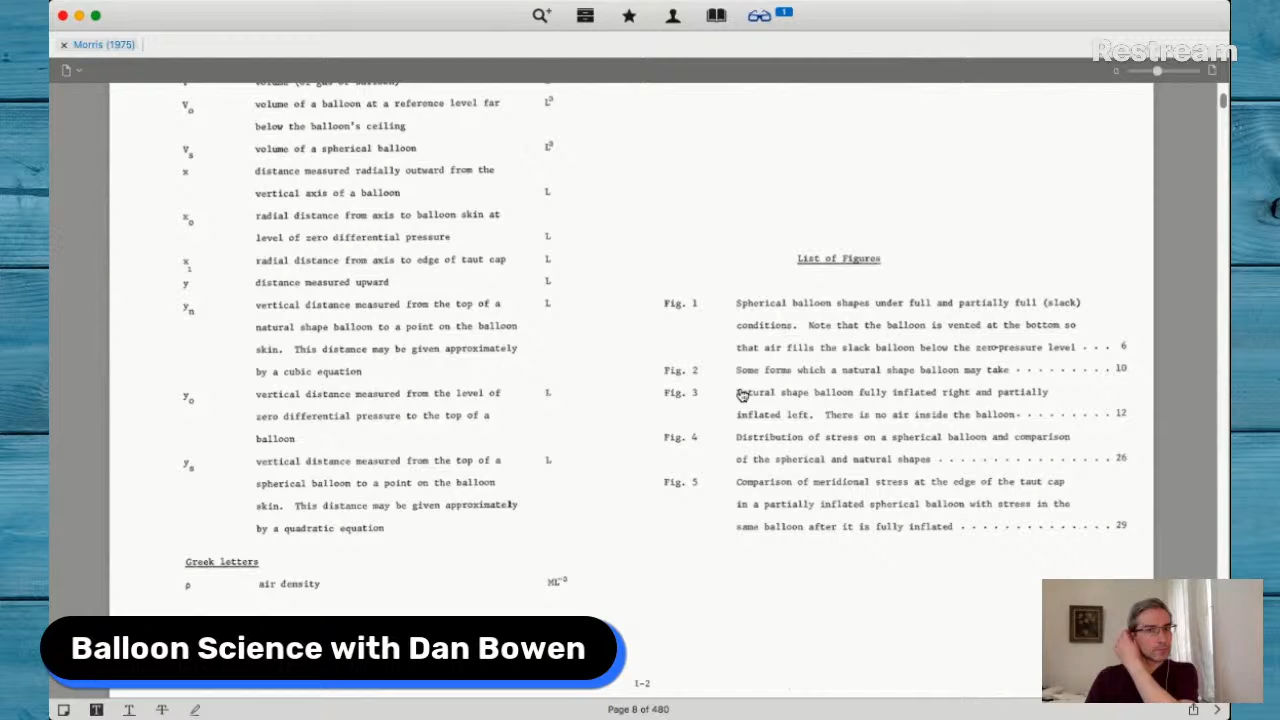 1
Morris (1975)
Restream
V
o
volume of a balloon at a reference level far
L³
below the balloon's ceiling
V
s
volume of a spherical balloon
L³
x
distance measured radially outward from the
vertical axis of a balloon
L
x
o
radial distance from axis to balloon skin at
level of zero differential pressure
L
x
1
radial distance from axis to edge of taut cap
L
y
distance measured upward
L
y
n
vertical distance measured from the top of a
L
natural shape balloon to a point on the balloon
skin. This distance may be given approximately
by a cubic equation
y
o
vertical distance measured from the level of
L
zero differential pressure to the top of a
balloon
y
s
vertical distance measured from the top of a
L
spherical balloon to a point on the balloon
skin. This distance may be given approximately
by a quadratic equation
Greek letters
ρ
air density
ML⁻³
List of Figures
Fig. 1 Spherical balloon shapes under full and partially full (slack)
conditions. Note that the balloon is vented at the bottom so
that air fills the slack balloon below the zero-pressure level . . . 6
Fig. 2 Some forms which a natural shape balloon may take . . . . . . . . . 10
Fig. 3 Natural shape balloon fully inflated right and partially
inflated left. There is no air inside the balloon. . . . . . . . . 12
Fig. 4 Distribution of stress on a spherical balloon and comparison
of the spherical and natural shapes . . . . . . . . . . . . . . . . 26
Fig. 5 Comparison of meridional stress at the edge of the taut cap
in a partially inflated spherical balloon with stress in the
same balloon after it is fully inflated . . . . . . . . . . . . . . 29
I-2
Balloon Science with Dan Bowen
T
T
T
Page 8 of 480